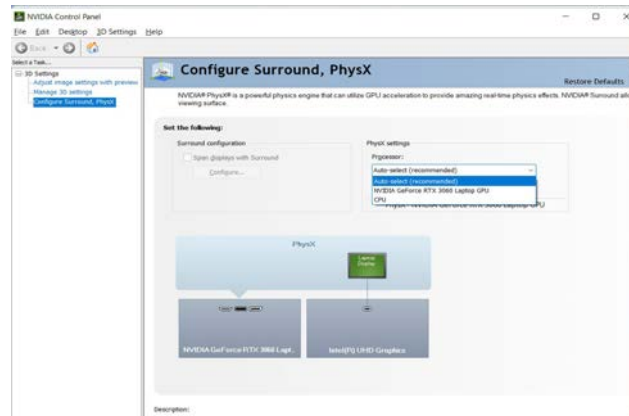 NVIDIA Control Panel
File Edit Desktop 3D Settings Help
Back
Select a Task...
3D Settings
Adjust image settings with preview
Manage 3D settings
Configure Surround, PhysX
Configure Surround, PhysX
Restore Defaults
NVIDIA® PhysX® is a powerful physics engine that can utilize GPU acceleration to provide amazing real-time physics effects. NVIDIA® Surround
viewing surface.
Set the following:
Surround configuration
Span displays with Surround
Configure...
PhysX settings
Processor:
Auto-select (recommended)
Auto-select (recommended)
NVIDIA GeForce RTX 3060 Laptop GPU
CPU
PhysX
Laptop
Display
NVIDIA GeForce RTX 3060 Lapt..
Intel(R) UHD Graphics
Description: